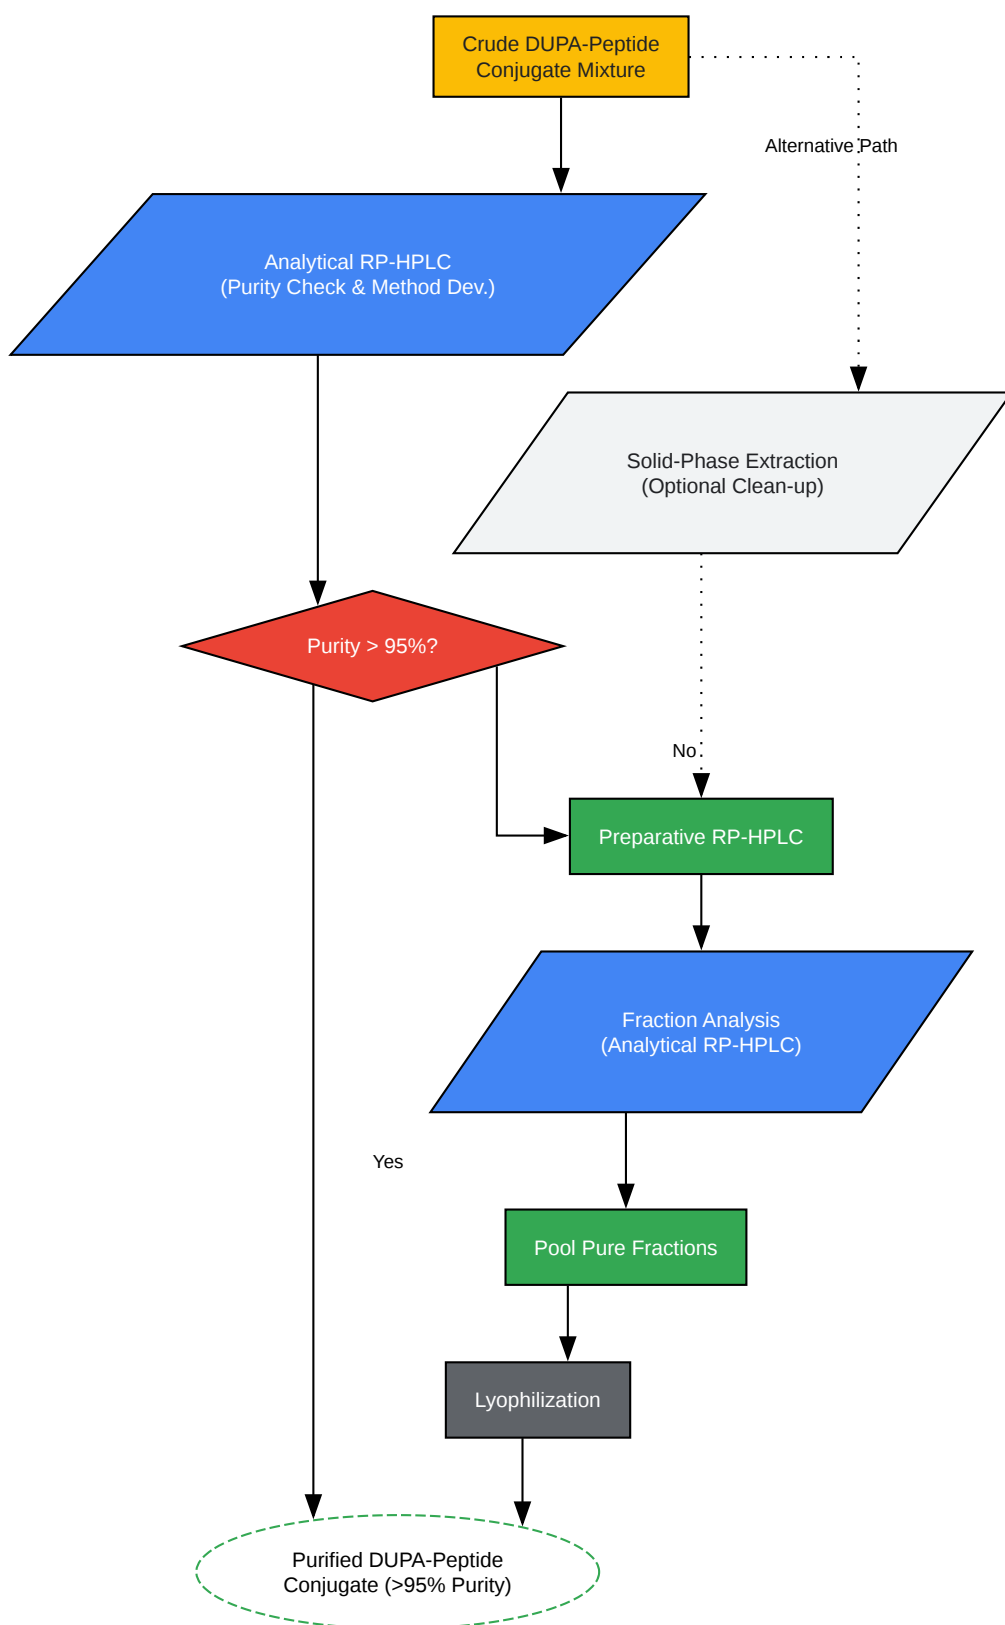 Crude DUPA-Peptide
Conjugate Mixture
Alternative Path
Analytical RP-HPLC
(Purity Check & Method Dev.)
Solid-Phase Extraction
(Optional Clean-up)
Purity > 95%?
No
Preparative RP-HPLC
Fraction Analysis
(Analytical RP-HPLC)
Yes
Pool Pure Fractions
Lyophilization
Purified DUPA-Peptide
Conjugate (>95% Purity)